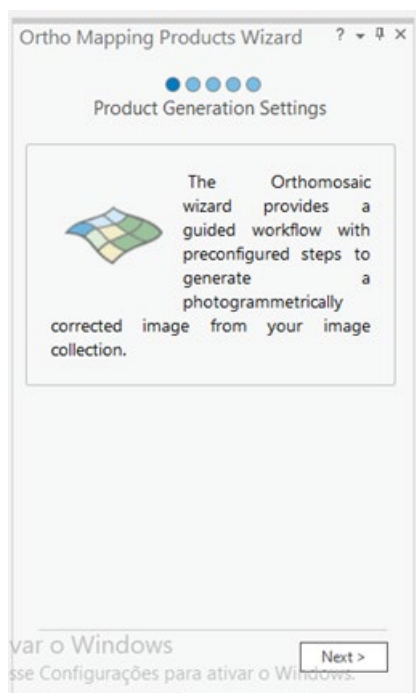 Ortho Mapping Products Wizard ?
Product Generation Settings
The Orthomosaic
wizard provides a
guided workflow with
preconfigured steps to
generate a
photogrammetrically
corrected image from your image
collection.
var o Windows
Next >
sse Configurações para ativar o Windows.